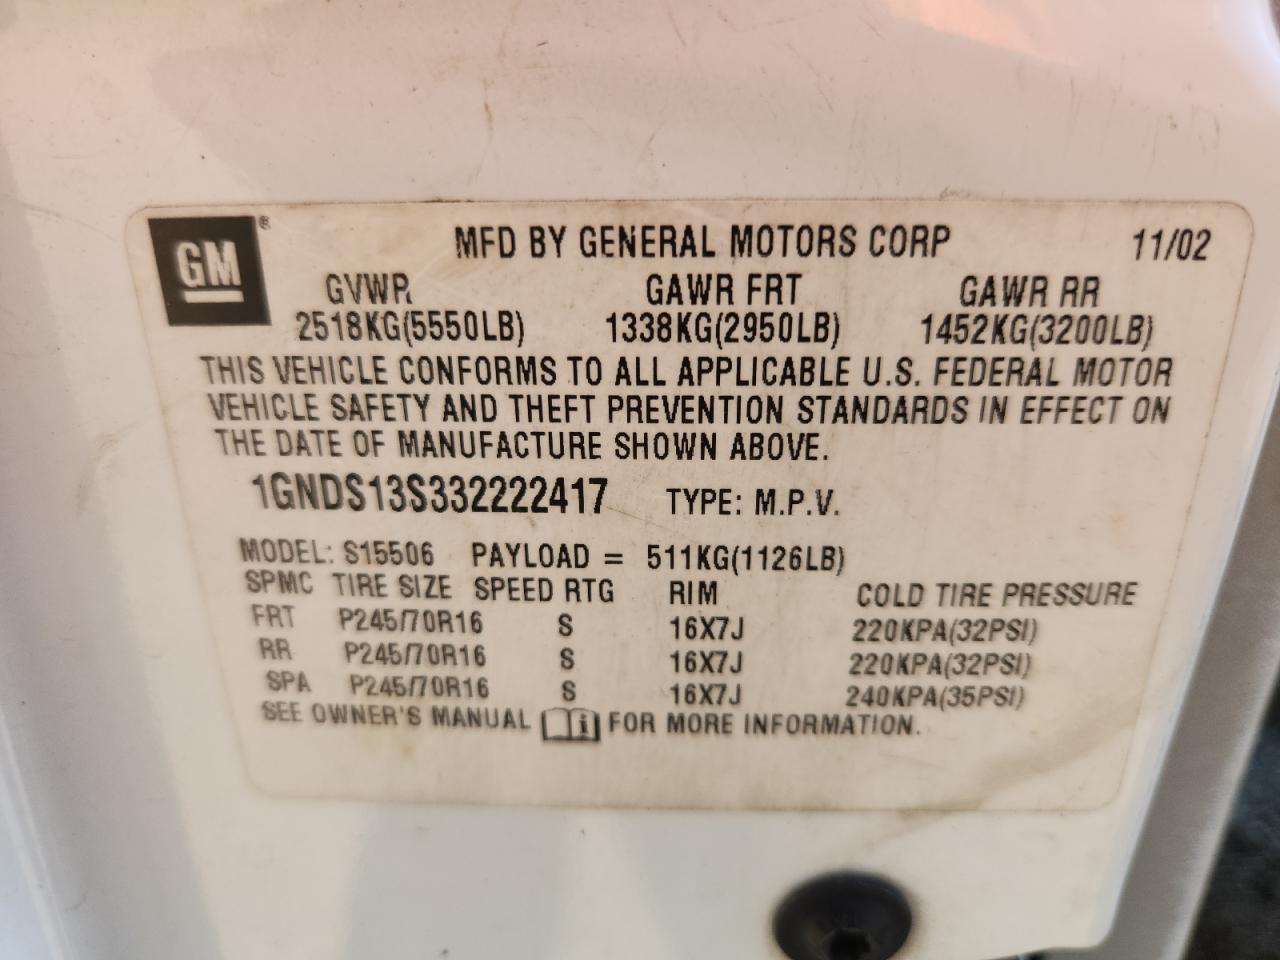 GM ®
MFD BY GENERAL MOTORS CORP 11/02
GVWR GAWR FRT GAWR RR
2518KG(5550LB) 1338KG(2950LB) 1452KG(3200LB)
THIS VEHICLE CONFORMS TO ALL APPLICABLE U.S. FEDERAL MOTOR
VEHICLE SAFETY AND THEFT PREVENTION STANDARDS IN EFFECT ON
THE DATE OF MANUFACTURE SHOWN ABOVE.
1GNDS13S332222417 TYPE: M.P.V.
MODEL: S15506 PAYLOAD = 511KG(1126LB)
SPMC TIRE SIZE SPEED RTG RIM COLD TIRE PRESSURE
FRT P245/70R16 S 16X7J 220KPA(32PSI)
RR P245/70R16 S 16X7J 220KPA(32PSI)
SPA P245/70R16 S 16X7J 240KPA(35PSI)
SEE OWNER'S MANUAL i FOR MORE INFORMATION.